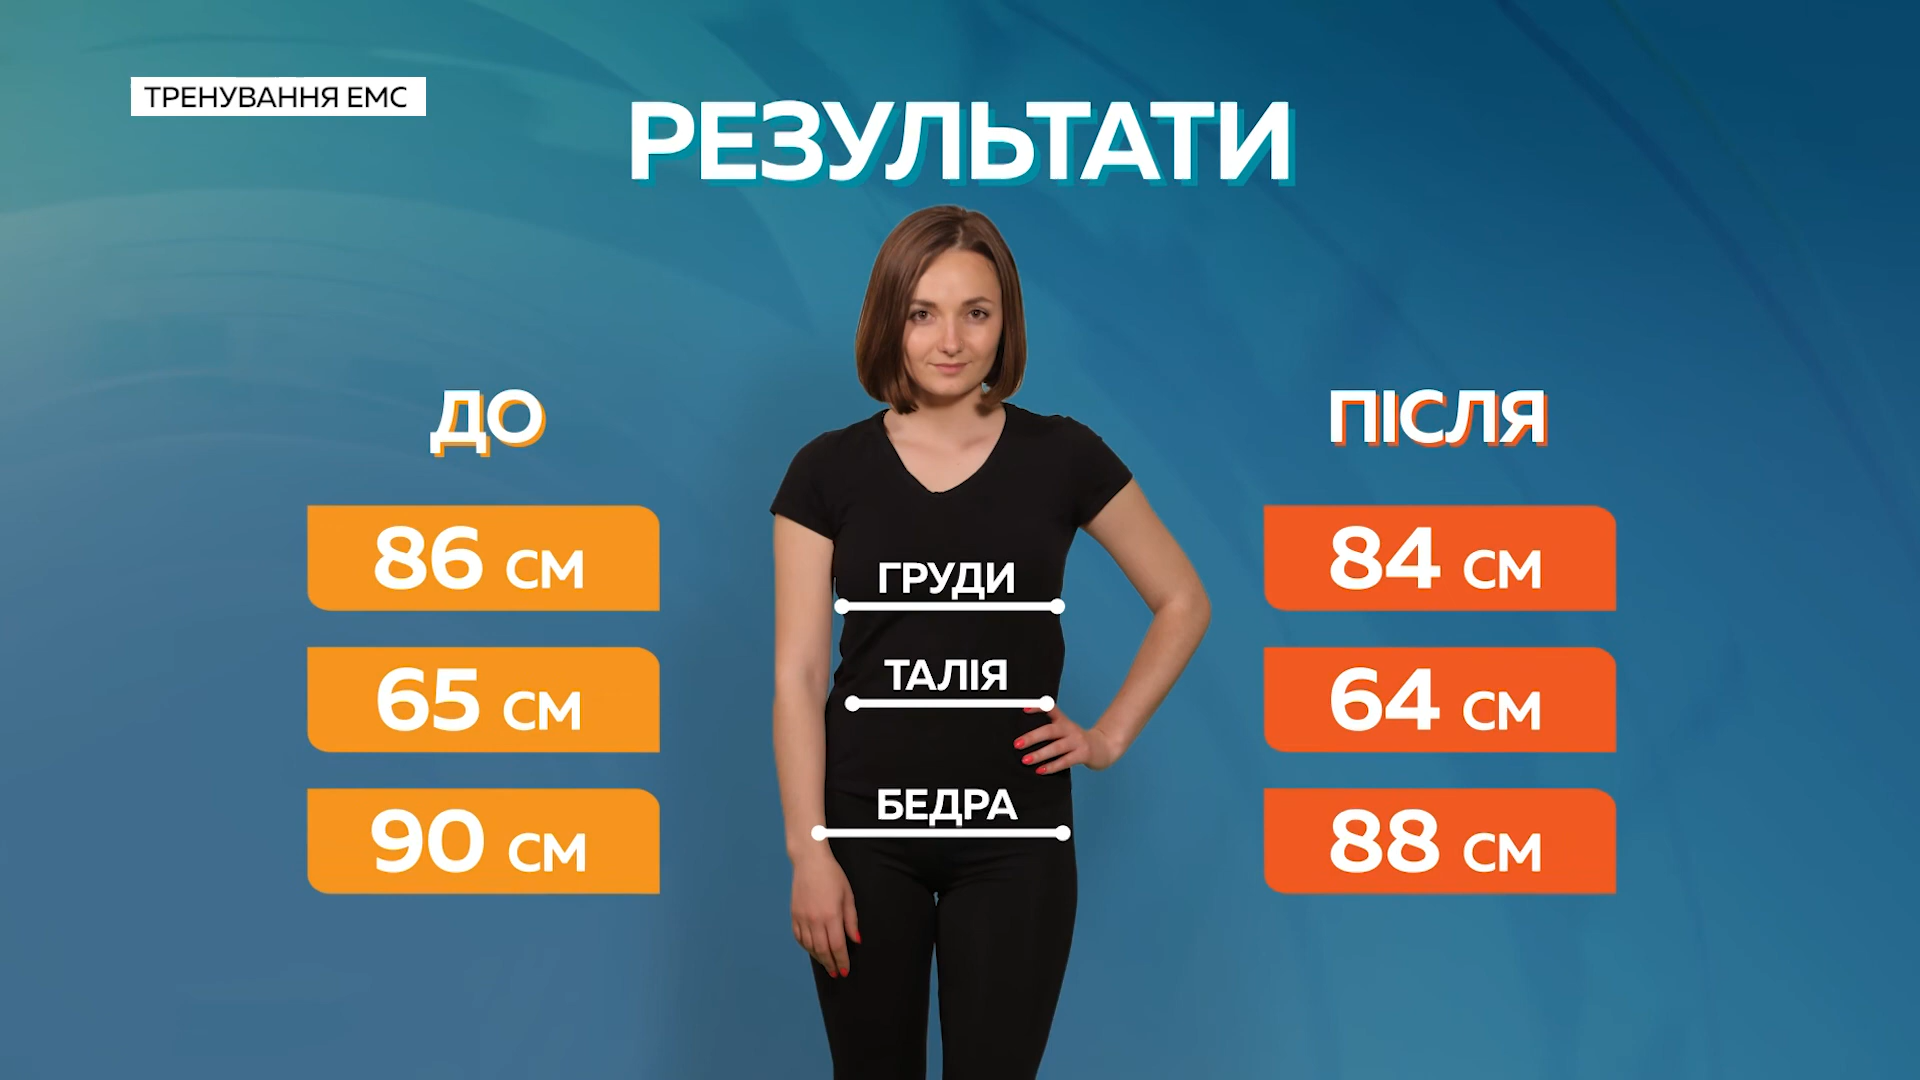 ТРЕНУВАННЯ ЕМС
РЕЗУЛЬТАТИ
ДО
ПІСЛЯ
86 см
ГРУДИ
84 см
65 см
ТАЛІЯ
64 см
90 см
БЕДРА
88 см